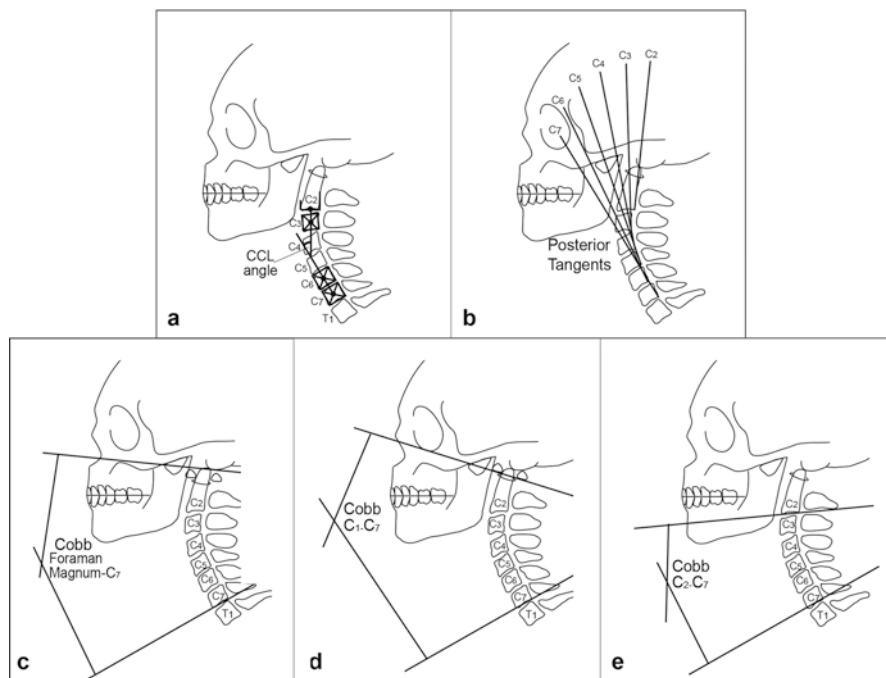 C2
C3
C4
CCL
angle
C5
C6
C7
T1
a
C2
C3
C4
C5
C6
C7
Posterior
Tangents
b
C2
C3
C4
C5
C6
C7
T1
Cobb
Foraman
Magnum-C7
c
C2
C3
C4
C5
C6
C7
T1
Cobb
C1-C7
d
C2
C3
C4
C5
C6
C7
T1
Cobb
C2-C7
e